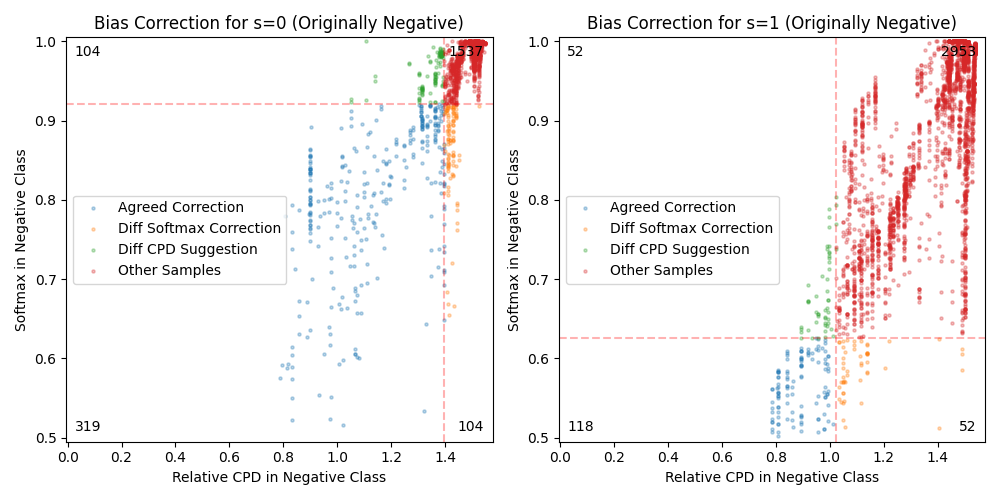 Bias Correction for s=0 (Originally Negative)
1.0
0.9
0.8
0.7
0.6
0.5
Softmax in Negative Class
104
1537
Agreed Correction
Diff Softmax Correction
Diff CPD Suggestion
Other Samples
319
104
0.0 0.2 0.4 0.6 0.8 1.0 1.2 1.4
Relative CPD in Negative Class
Bias Correction for s=1 (Originally Negative)
1.0
0.9
0.8
0.7
0.6
0.5
Softmax in Negative Class
52
2953
Agreed Correction
Diff Softmax Correction
Diff CPD Suggestion
Other Samples
118
52
0.0 0.2 0.4 0.6 0.8 1.0 1.2 1.4
Relative CPD in Negative Class